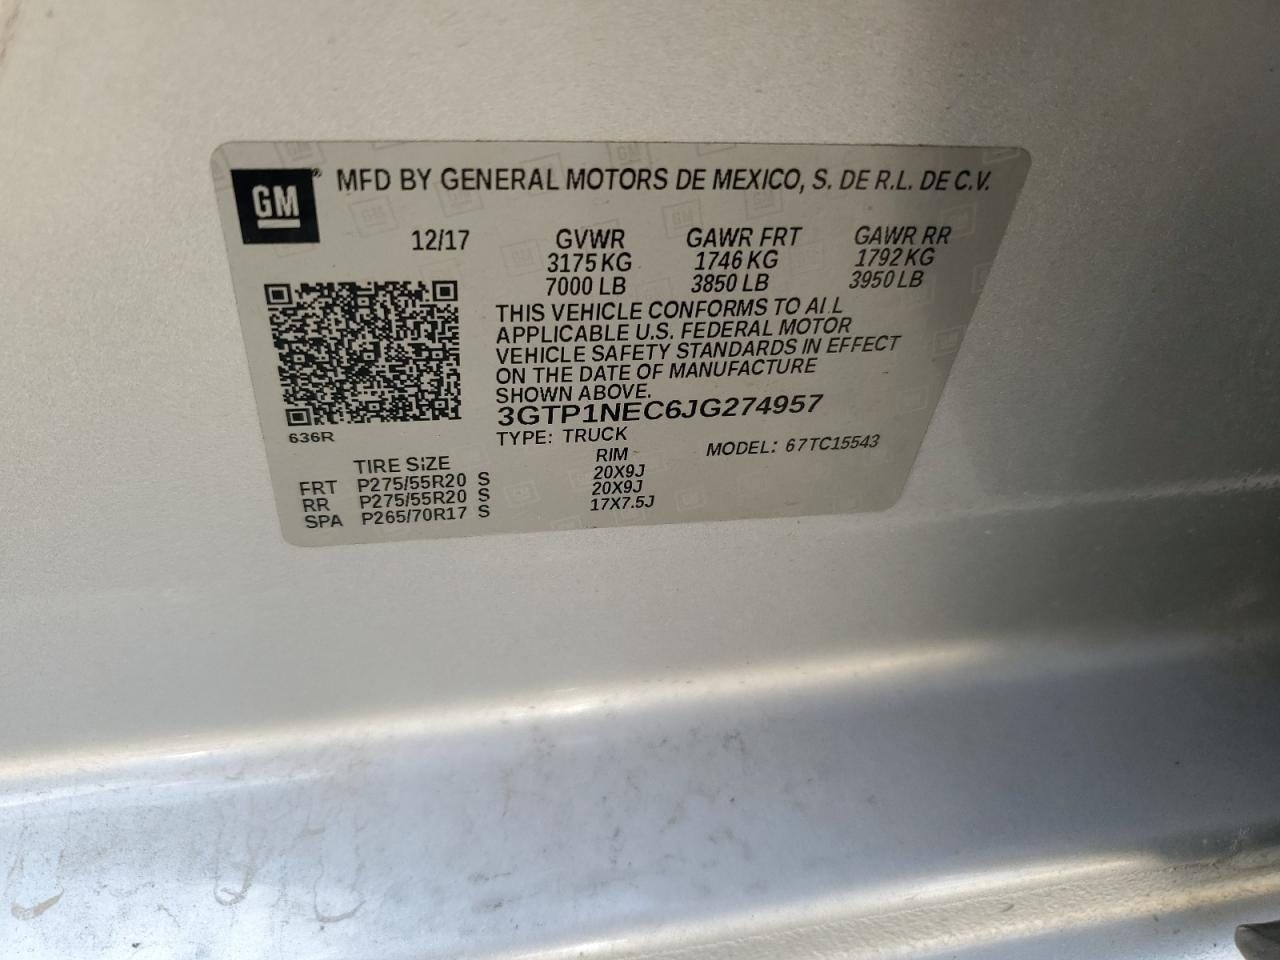 GM® MFD BY GENERAL MOTORS DE MEXICO, S. DE R.L. DE C.V.
12/17 GVWR GAWR FRT GAWR RR
3175 KG 1746 KG 1792 KG
7000 LB 3850 LB 3950 LB
THIS VEHICLE CONFORMS TO ALL
APPLICABLE U.S. FEDERAL MOTOR
VEHICLE SAFETY STANDARDS IN EFFECT
ON THE DATE OF MANUFACTURE
SHOWN ABOVE.
3GTP1NEC6JG274957
636R
TYPE: TRUCK MODEL: 67TC15543
TIRE SIZE RIM
FRT P275/55R20 S 20X9J
RR P275/55R20 S 20X9J
SPA P265/70R17 S 17X7.5J